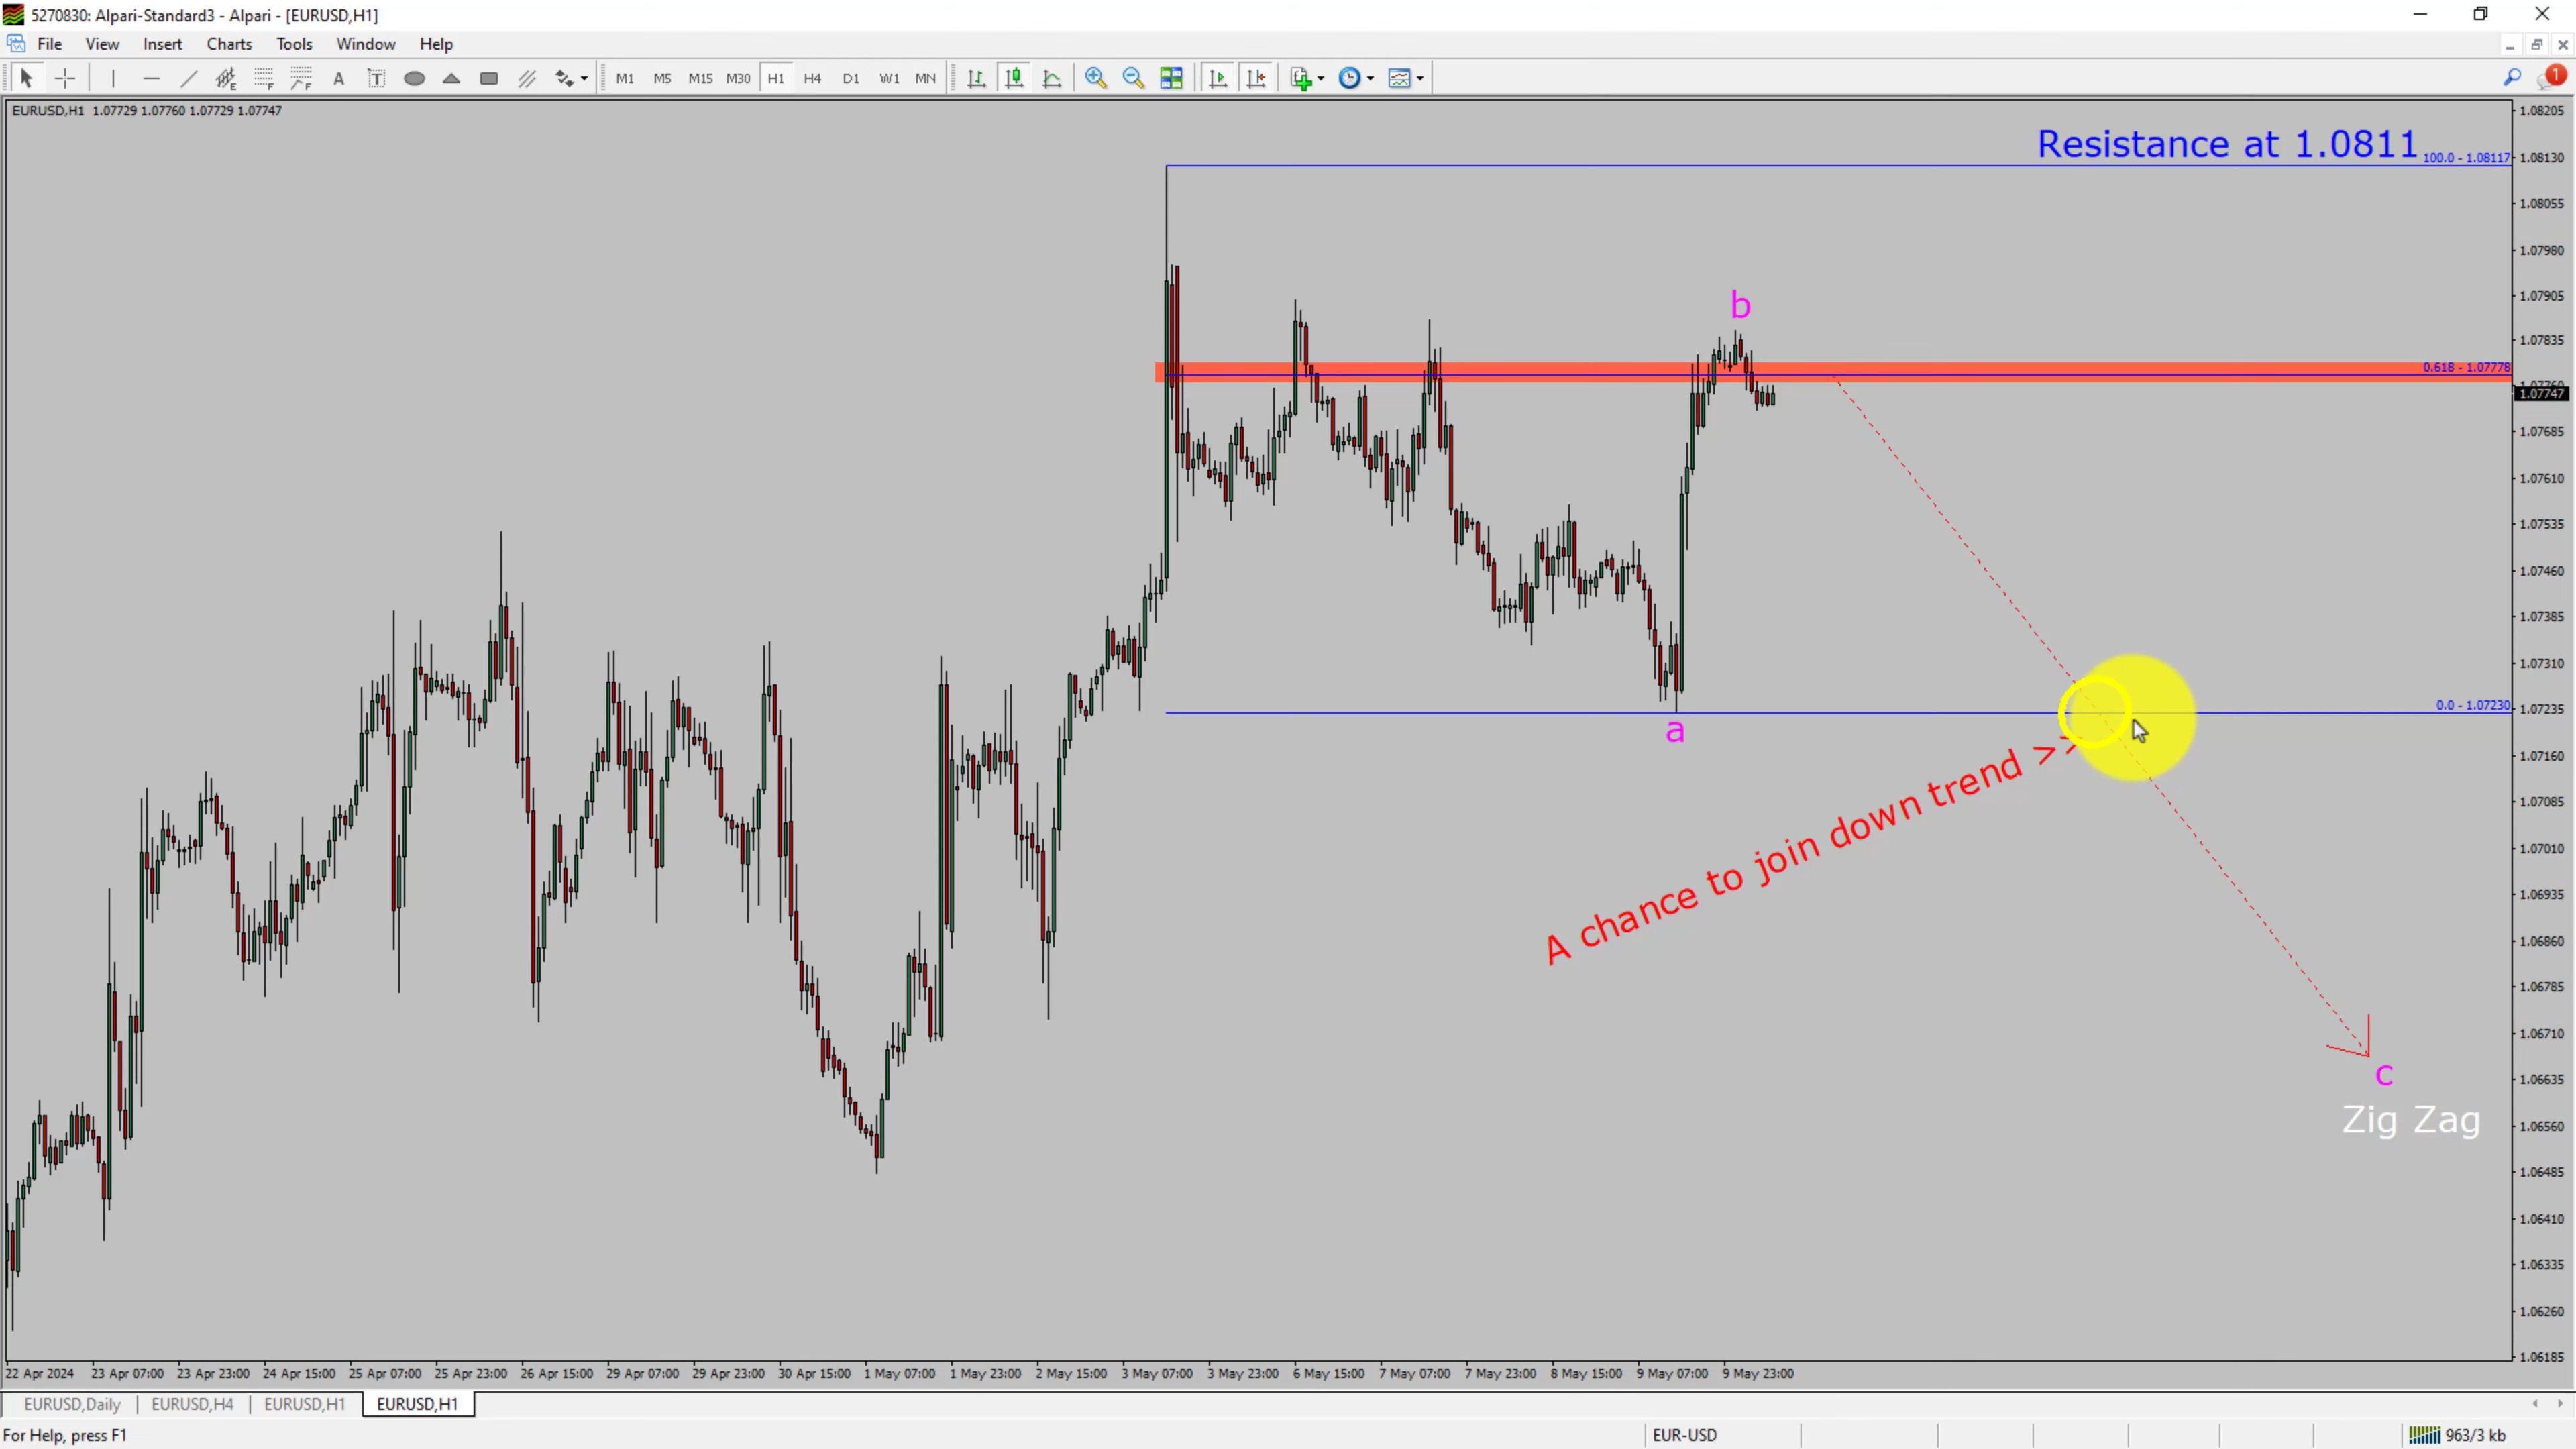 5270830: Alpari-Standard3 - Alpari - [EURUSD,H1]
File View Insert Charts Tools Window Help
A T M1 M5 M15 M30 H1 H4 D1 W1 MN 1
EURUSD,H1 1.07729 1.07760 1.07729 1.07747
1.08205
Resistance at 1.0811
100.0 - 1.08117
1.08130
1.08055
1.07980
1.07905
b
1.07835
0.618 - 1.07778
1.07760
1.07747
1.07685
1.07610
1.07535
1.07460
1.07385
1.07310
0.0 - 1.07230
1.07235
a
A chance to join down trend >>
1.07160
1.07085
1.07010
1.06935
1.06860
1.06785
1.06710
c
1.06635
Zig Zag
1.06560
1.06485
1.06410
1.06335
1.06260
1.06185
22 Apr 2024 23 Apr 07:00 23 Apr 23:00 24 Apr 15:00 25 Apr 07:00 25 Apr 23:00 26 Apr 15:00 29 Apr 07:00 29 Apr 23:00 30 Apr 15:00 1 May 07:00 1 May 23:00 2 May 15:00 3 May 07:00 3 May 23:00 6 May 15:00 7 May 07:00 7 May 23:00 8 May 15:00 9 May 07:00 9 May 23:00
EURUSD,Daily EURUSD,H4 EURUSD,H1 EURUSD,H1
For Help, press F1 EUR-USD 963/3 kb